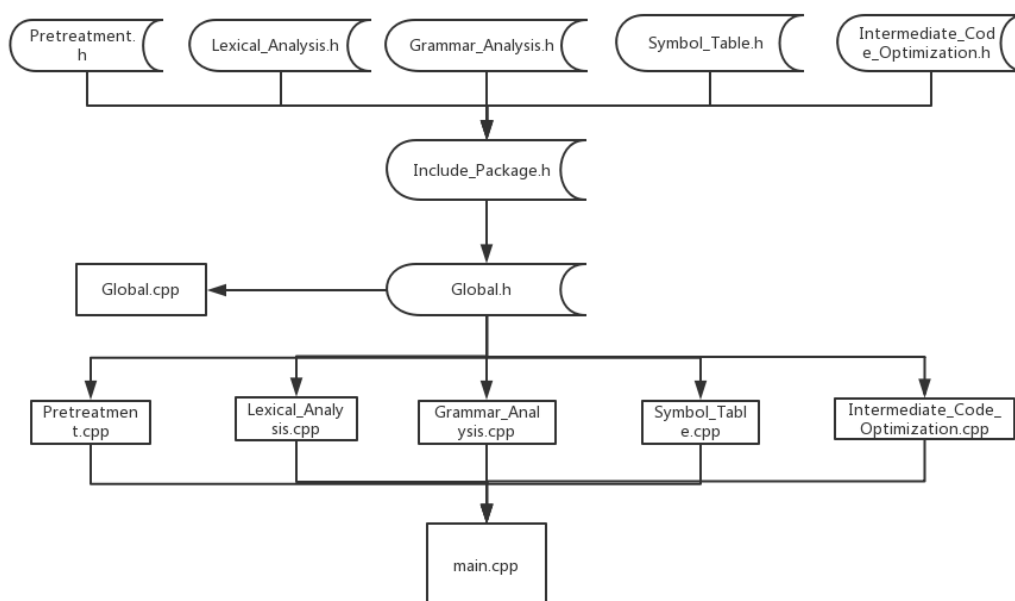 Pretreatment.
h
Lexical_Analysis.h
Grammar_Analysis.h
Symbol_Table.h
Intermediate_Cod
e_Optimization.h
Include_Package.h
Global.cpp
Global.h
Pretreatmen
t.cpp
Lexical_Analy
sis.cpp
Grammar_Anal
ysis.cpp
Symbol_Tabl
e.cpp
Intermediate_Code_
Optimization.cpp
main.cpp